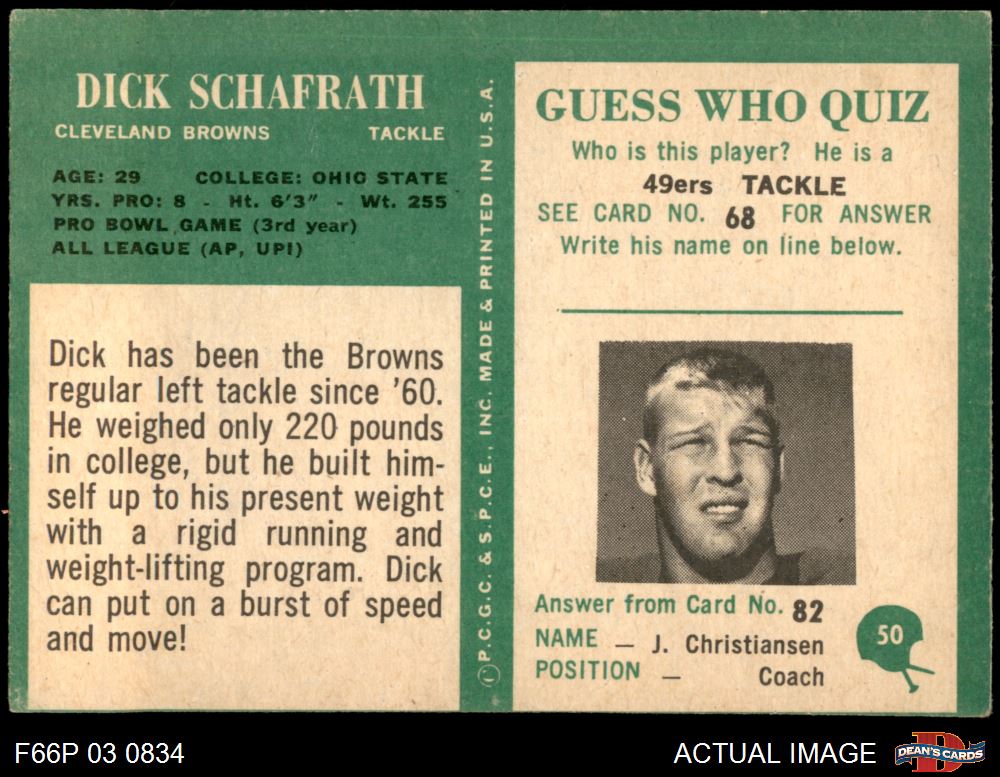 DICK SCHAFRATH
CLEVELAND BROWNS TACKLE
AGE: 29 COLLEGE: OHIO STATE
YRS. PRO: 8 - Ht. 6'3" - Wt. 255
PRO BOWL GAME (3rd year)
ALL LEAGUE (AP, UPI)
Dick has been the Browns
regular left tackle since '60.
He weighed only 220 pounds
in college, but he built him-
self up to his present weight
with a rigid running and
weight-lifting program. Dick
can put on a burst of speed
and move!
© P.C.G.C. & S.P.C.E., INC. MADE & PRINTED IN U.S.A.
GUESS WHO QUIZ
Who is this player? He is a
49ers TACKLE
SEE CARD NO. 68 FOR ANSWER
Write his name on line below.
Answer from Card No. 82
NAME — J. Christiansen
POSITION — Coach
50
F66P 03 0834
ACTUAL IMAGE
D
DEAN'S CARDS